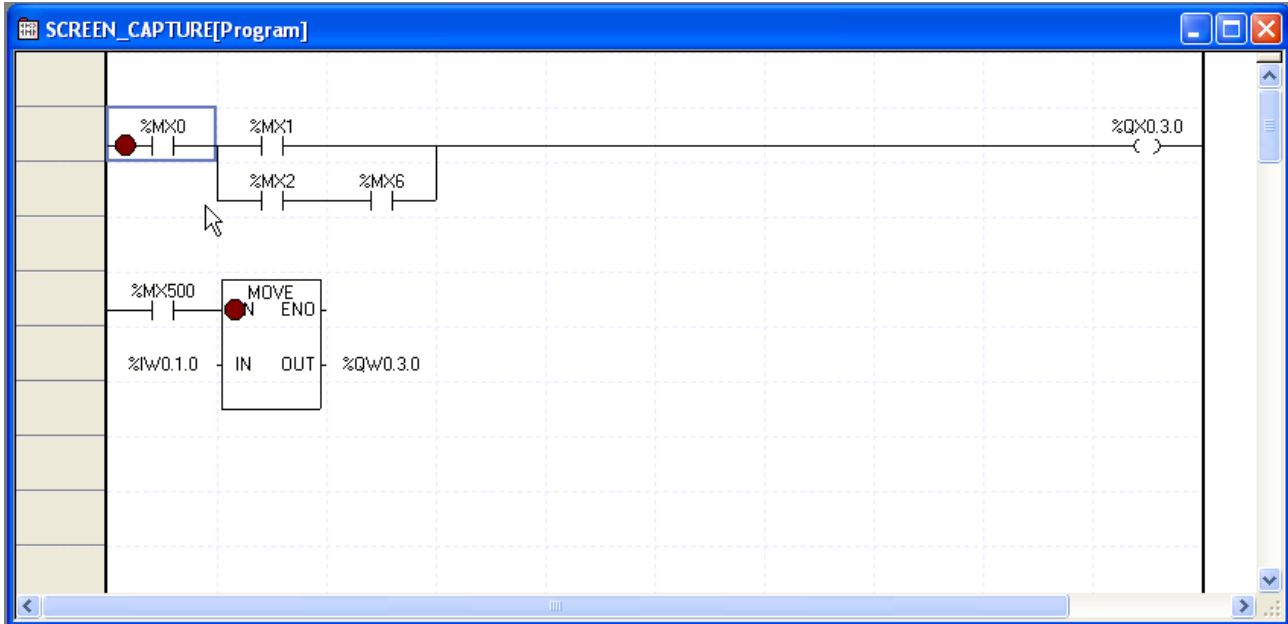 SCREEN_CAPTURE[Program]
%MX0 %MX1 %QX0.3.0
%MX2 %MX6
%MX500 MOVE
N ENO
%IW0.1.0 IN OUT %QW0.3.0